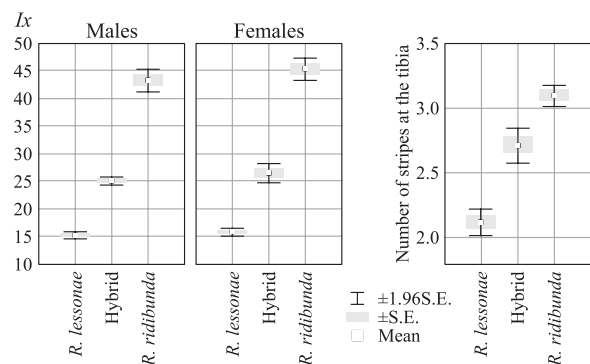 Ix
Males
Females
50
45
40
35
30
25
20
15
10
R. lessonae
Hybrid
R. ridibunda
R. lessonae
Hybrid
R. ridibunda
Number of stripes at the tibia
3.5
3.0
2.5
2.0
R. lessonae
Hybrid
R. ridibunda
±1.96S.E.
±S.E.
Mean